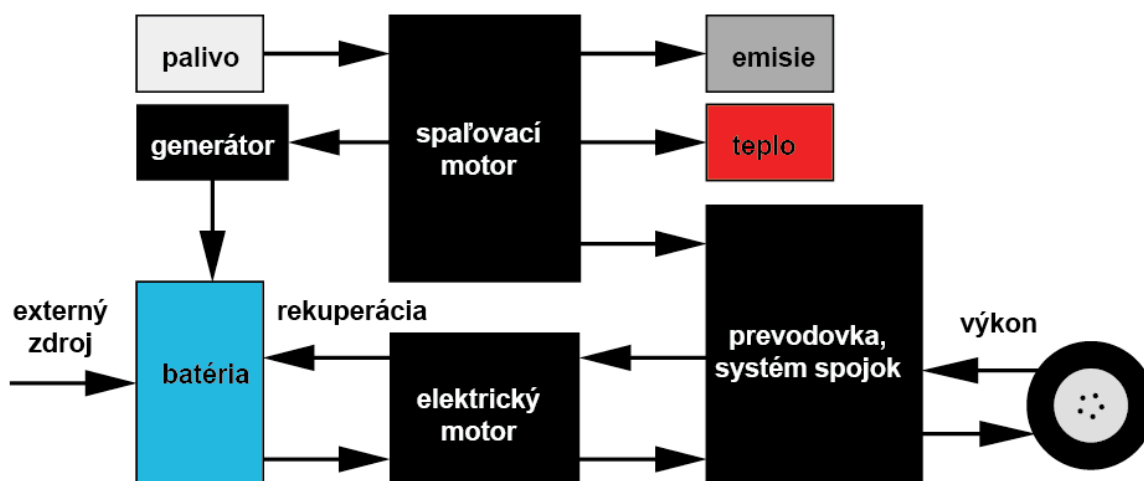 palivo
emisie
generátor
spaľovací
motor
teplo
externý
zdroj
rekuperácia
batéria
elektrický
motor
prevodovka,
systém spojok
výkon